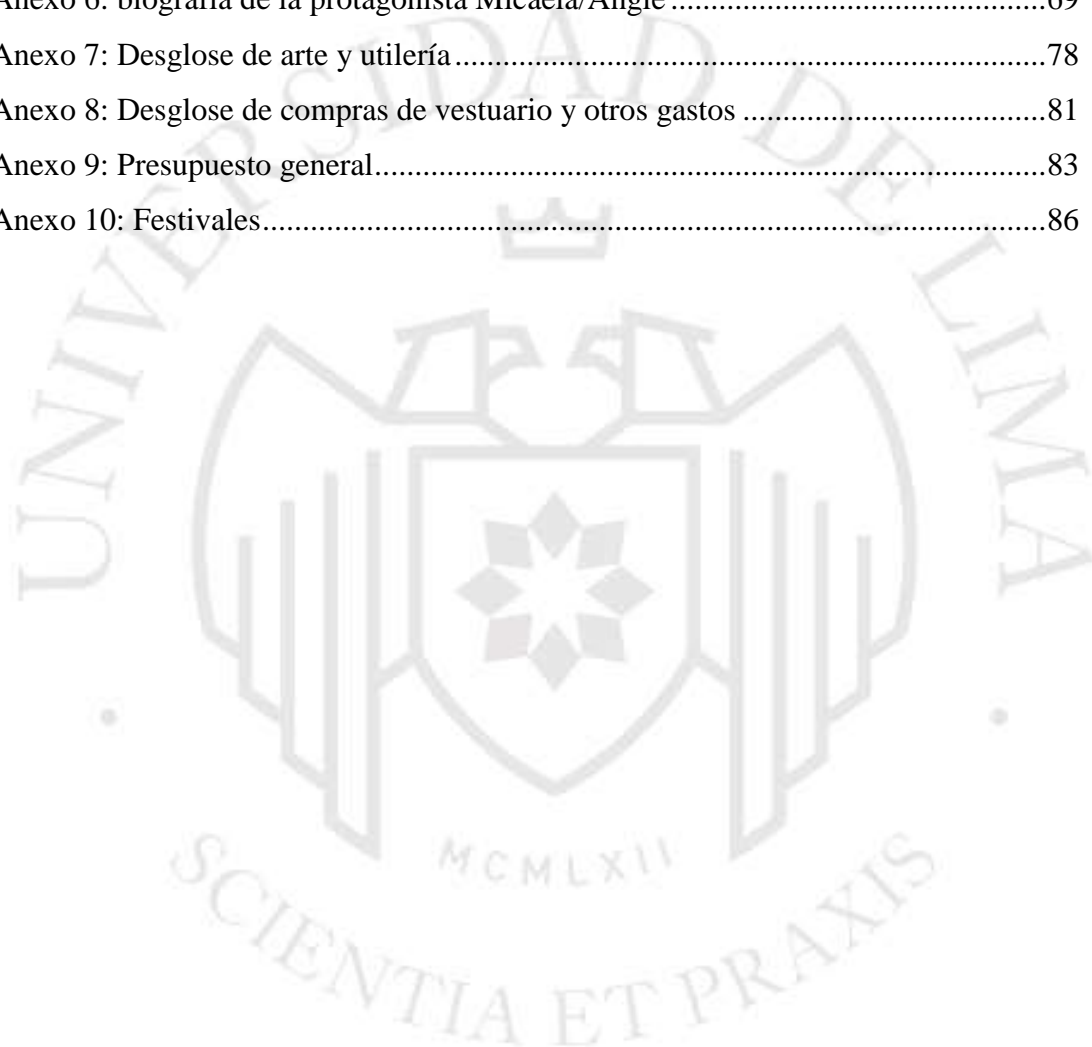 Anexo 6: biografía de la protagonista Micaela/Angie....................................................69
Anexo 7: Desglose de arte y utilería..............................................................................78
Anexo 8: Desglose de compras de vestuario y otros gastos ........................................81
Anexo 9: Presupuesto general.......................................................................................83
Anexo 10: Festivales......................................................................................................86
UNIVERSIDAD DE LIMA
MCMLXII
SCIENTIA ET PRAXIS